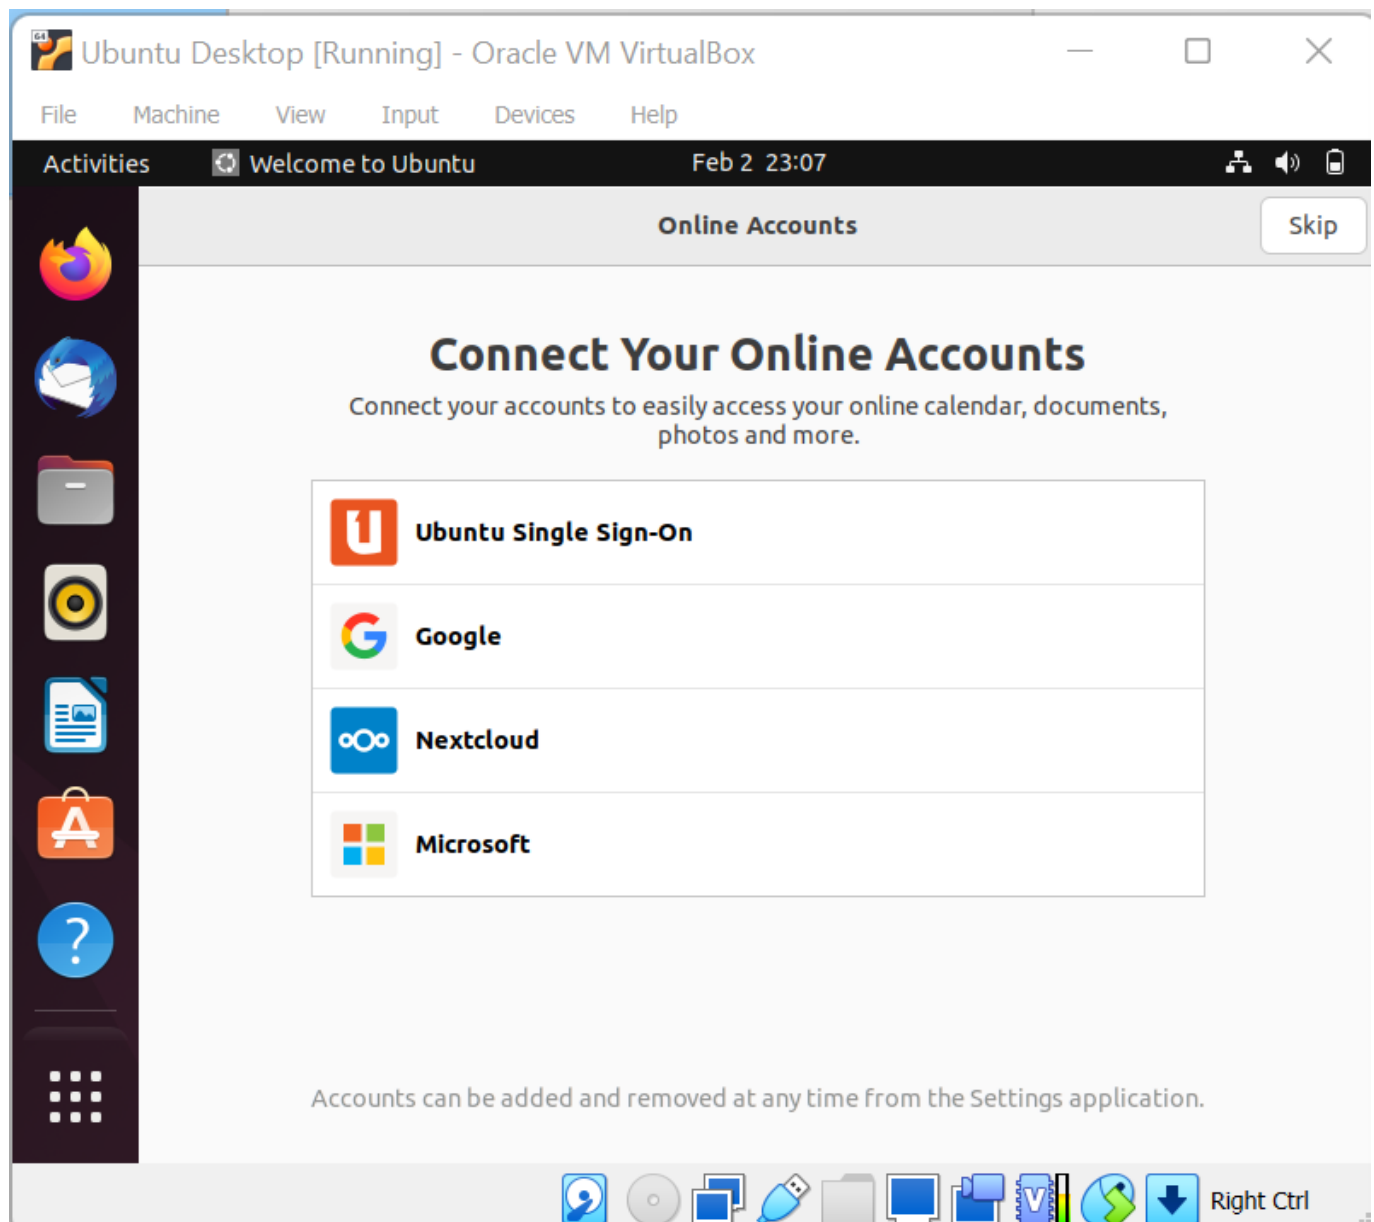 64
Ubuntu Desktop [Running] - Oracle VM VirtualBox
File Machine View Input Devices Help
Activities Welcome to Ubuntu Feb 2 23:07
Online Accounts Skip
Connect Your Online Accounts
Connect your accounts to easily access your online calendar, documents,
photos and more.
Ubuntu Single Sign-On
Google
Nextcloud
Microsoft
Accounts can be added and removed at any time from the Settings application.
Right Ctrl